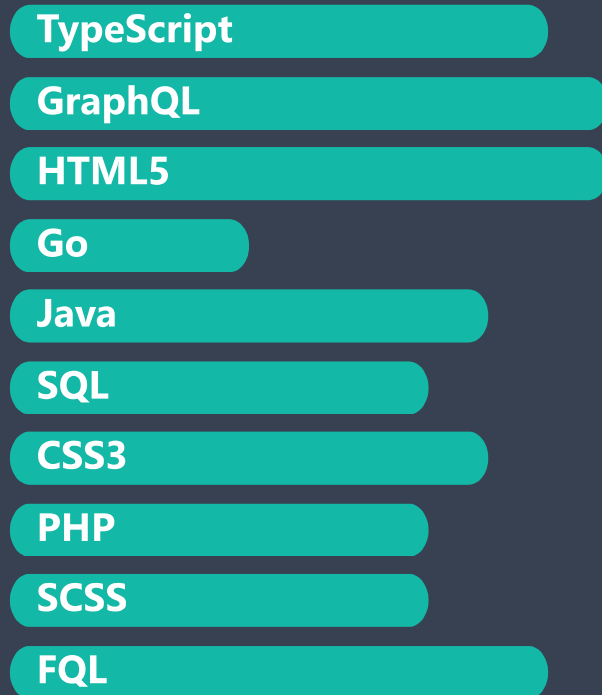 TypeScript
GraphQL
HTML5
Go
Java
SQL
CSS3
PHP
SCSS
FQL